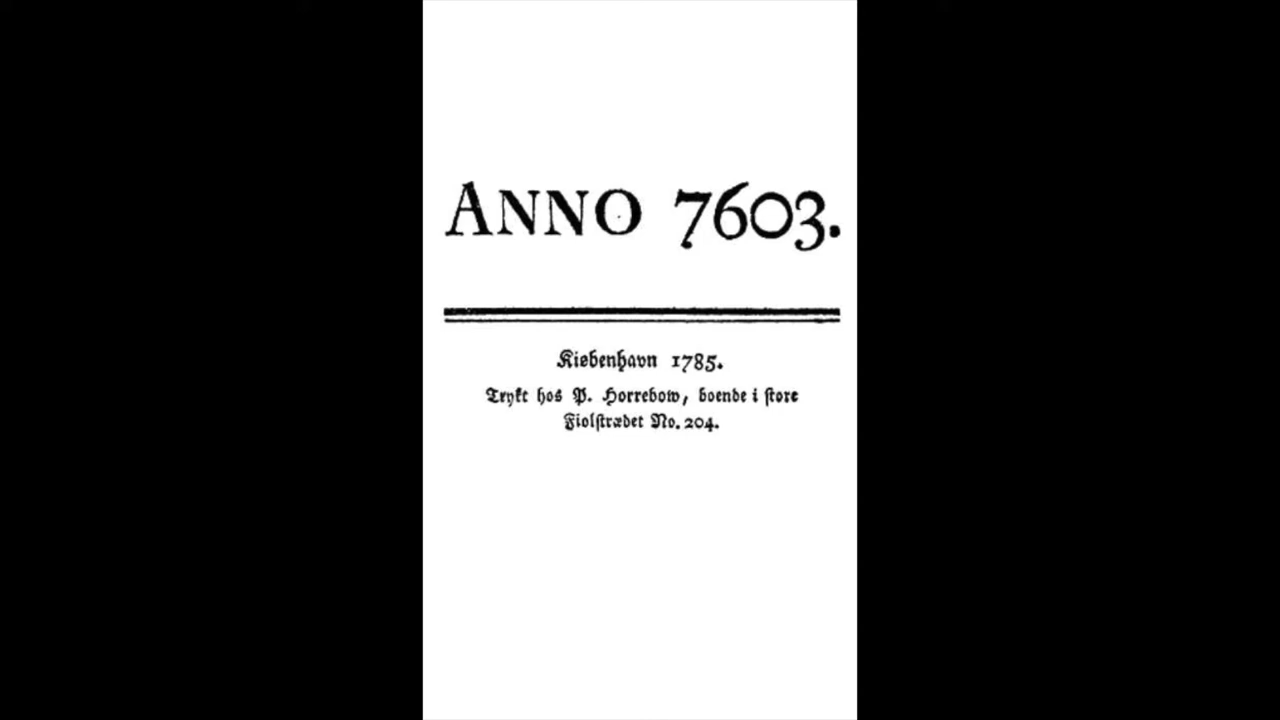 ANNO 7603.
Kiøbenhavn 1785.
Trykt hos P. Horrebow, boende i store
Fiolstrædet No. 204.